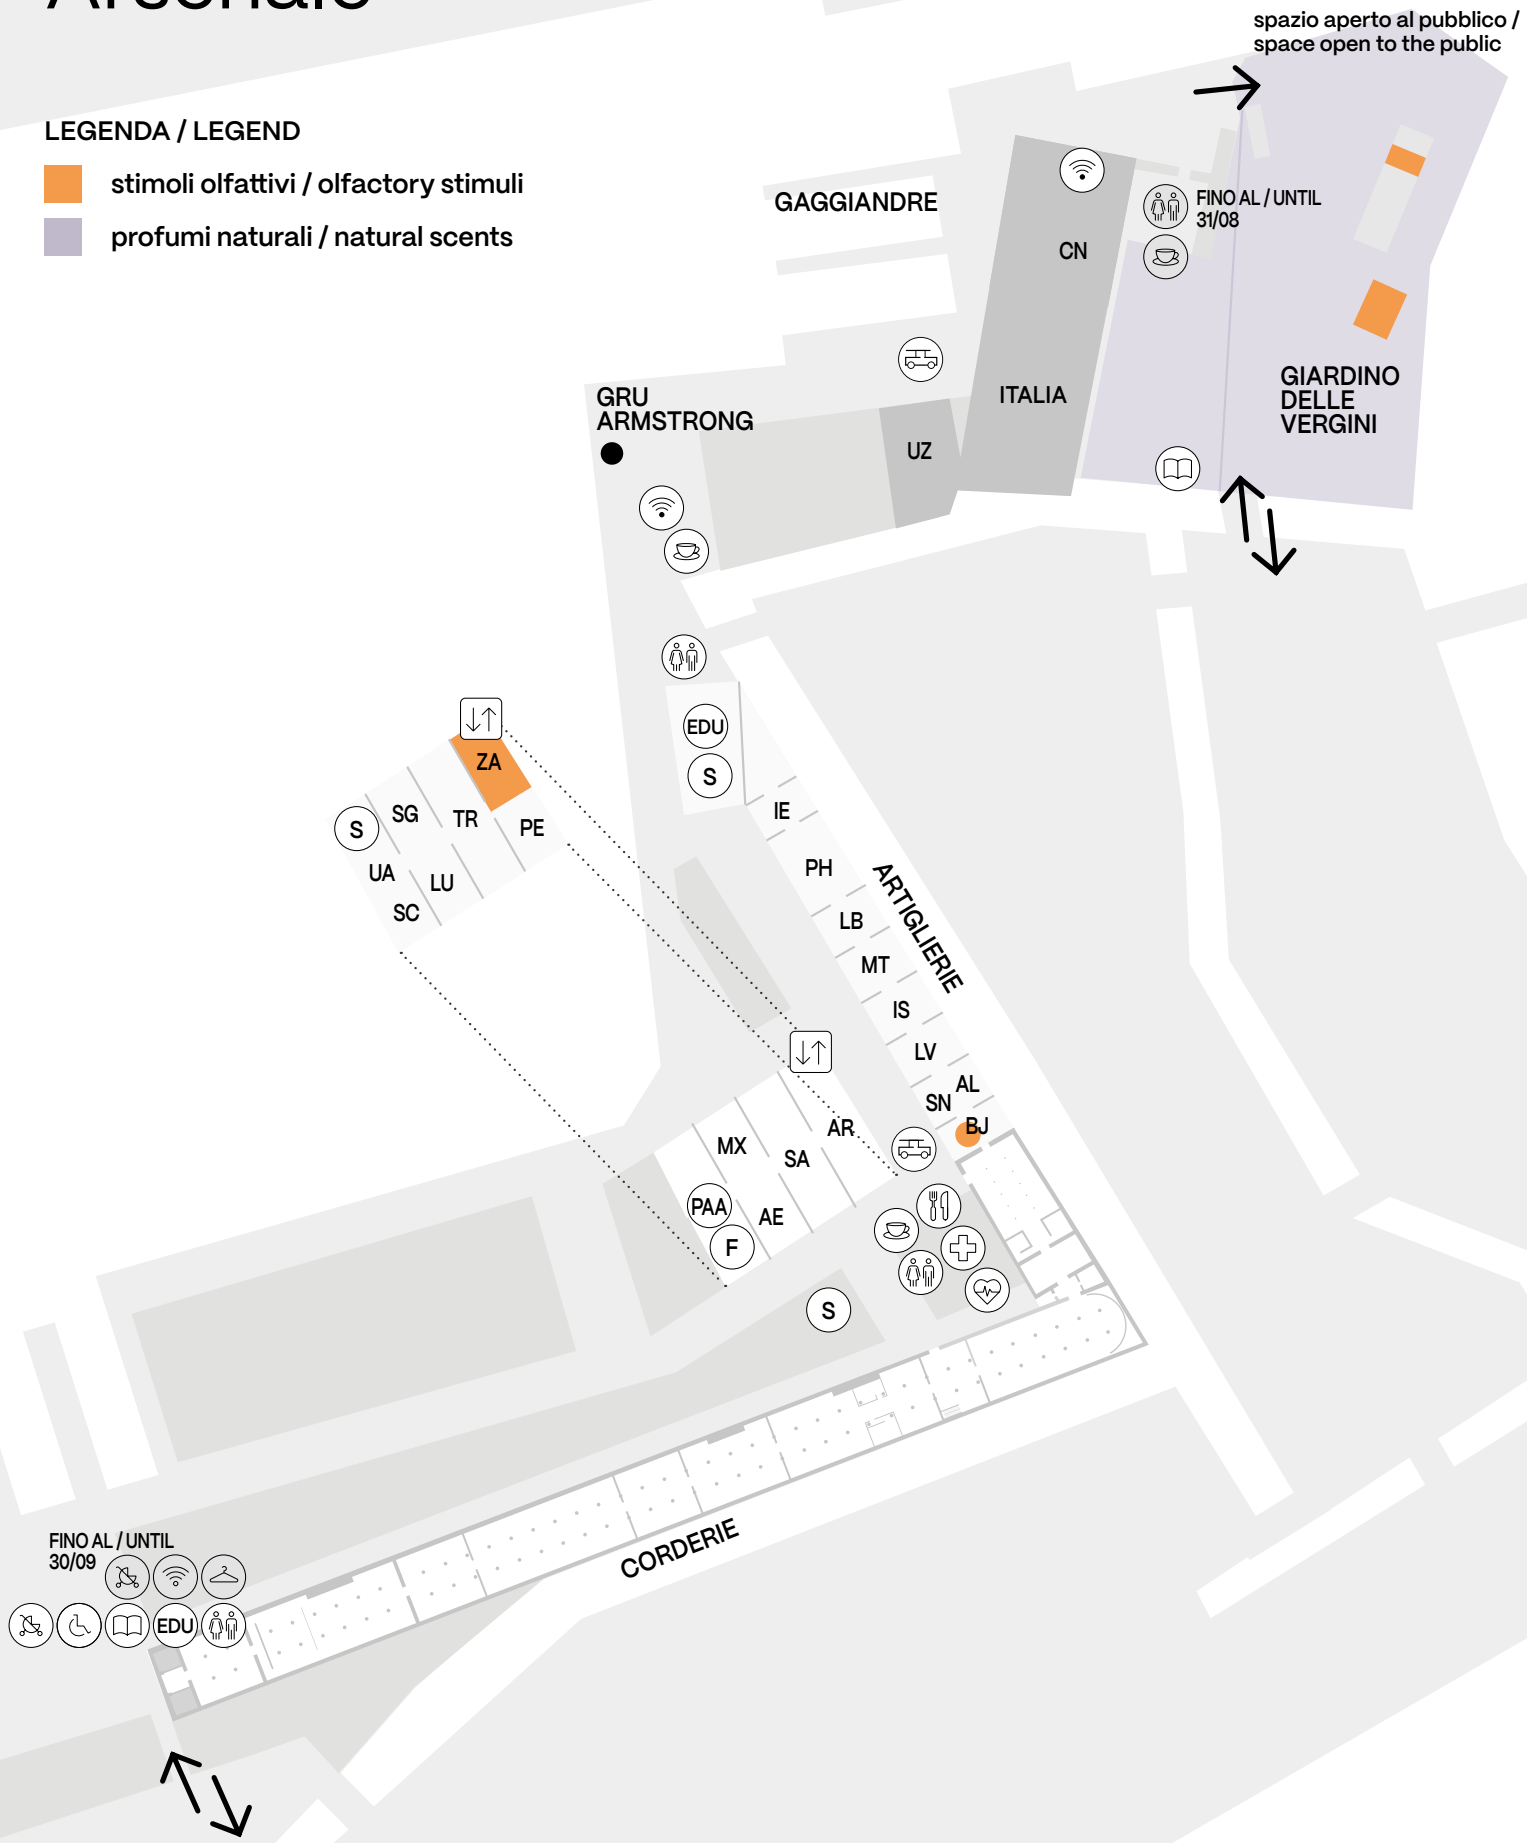 Arsenale
spazio aperto al pubblico /
space open to the public
LEGENDA / LEGEND
stimoli olfattivi / olfactory stimuli
profumi naturali / natural scents
GAGGIANDRE
FINO AL / UNTIL
31/08
CN
ITALIA
GIARDINO
DELLE
VERGINI
GRU
ARMSTRONG
UZ
EDU
S
ZA
SG
TR
PE
S
UA
LU
SC
IE
PH
LB
MT
IS
LV
AL
SN
BJ
ARTIGLIERIE
AR
MX
SA
PAA
AE
F
S
CORDERIE
FINO AL / UNTIL
30/09
EDU